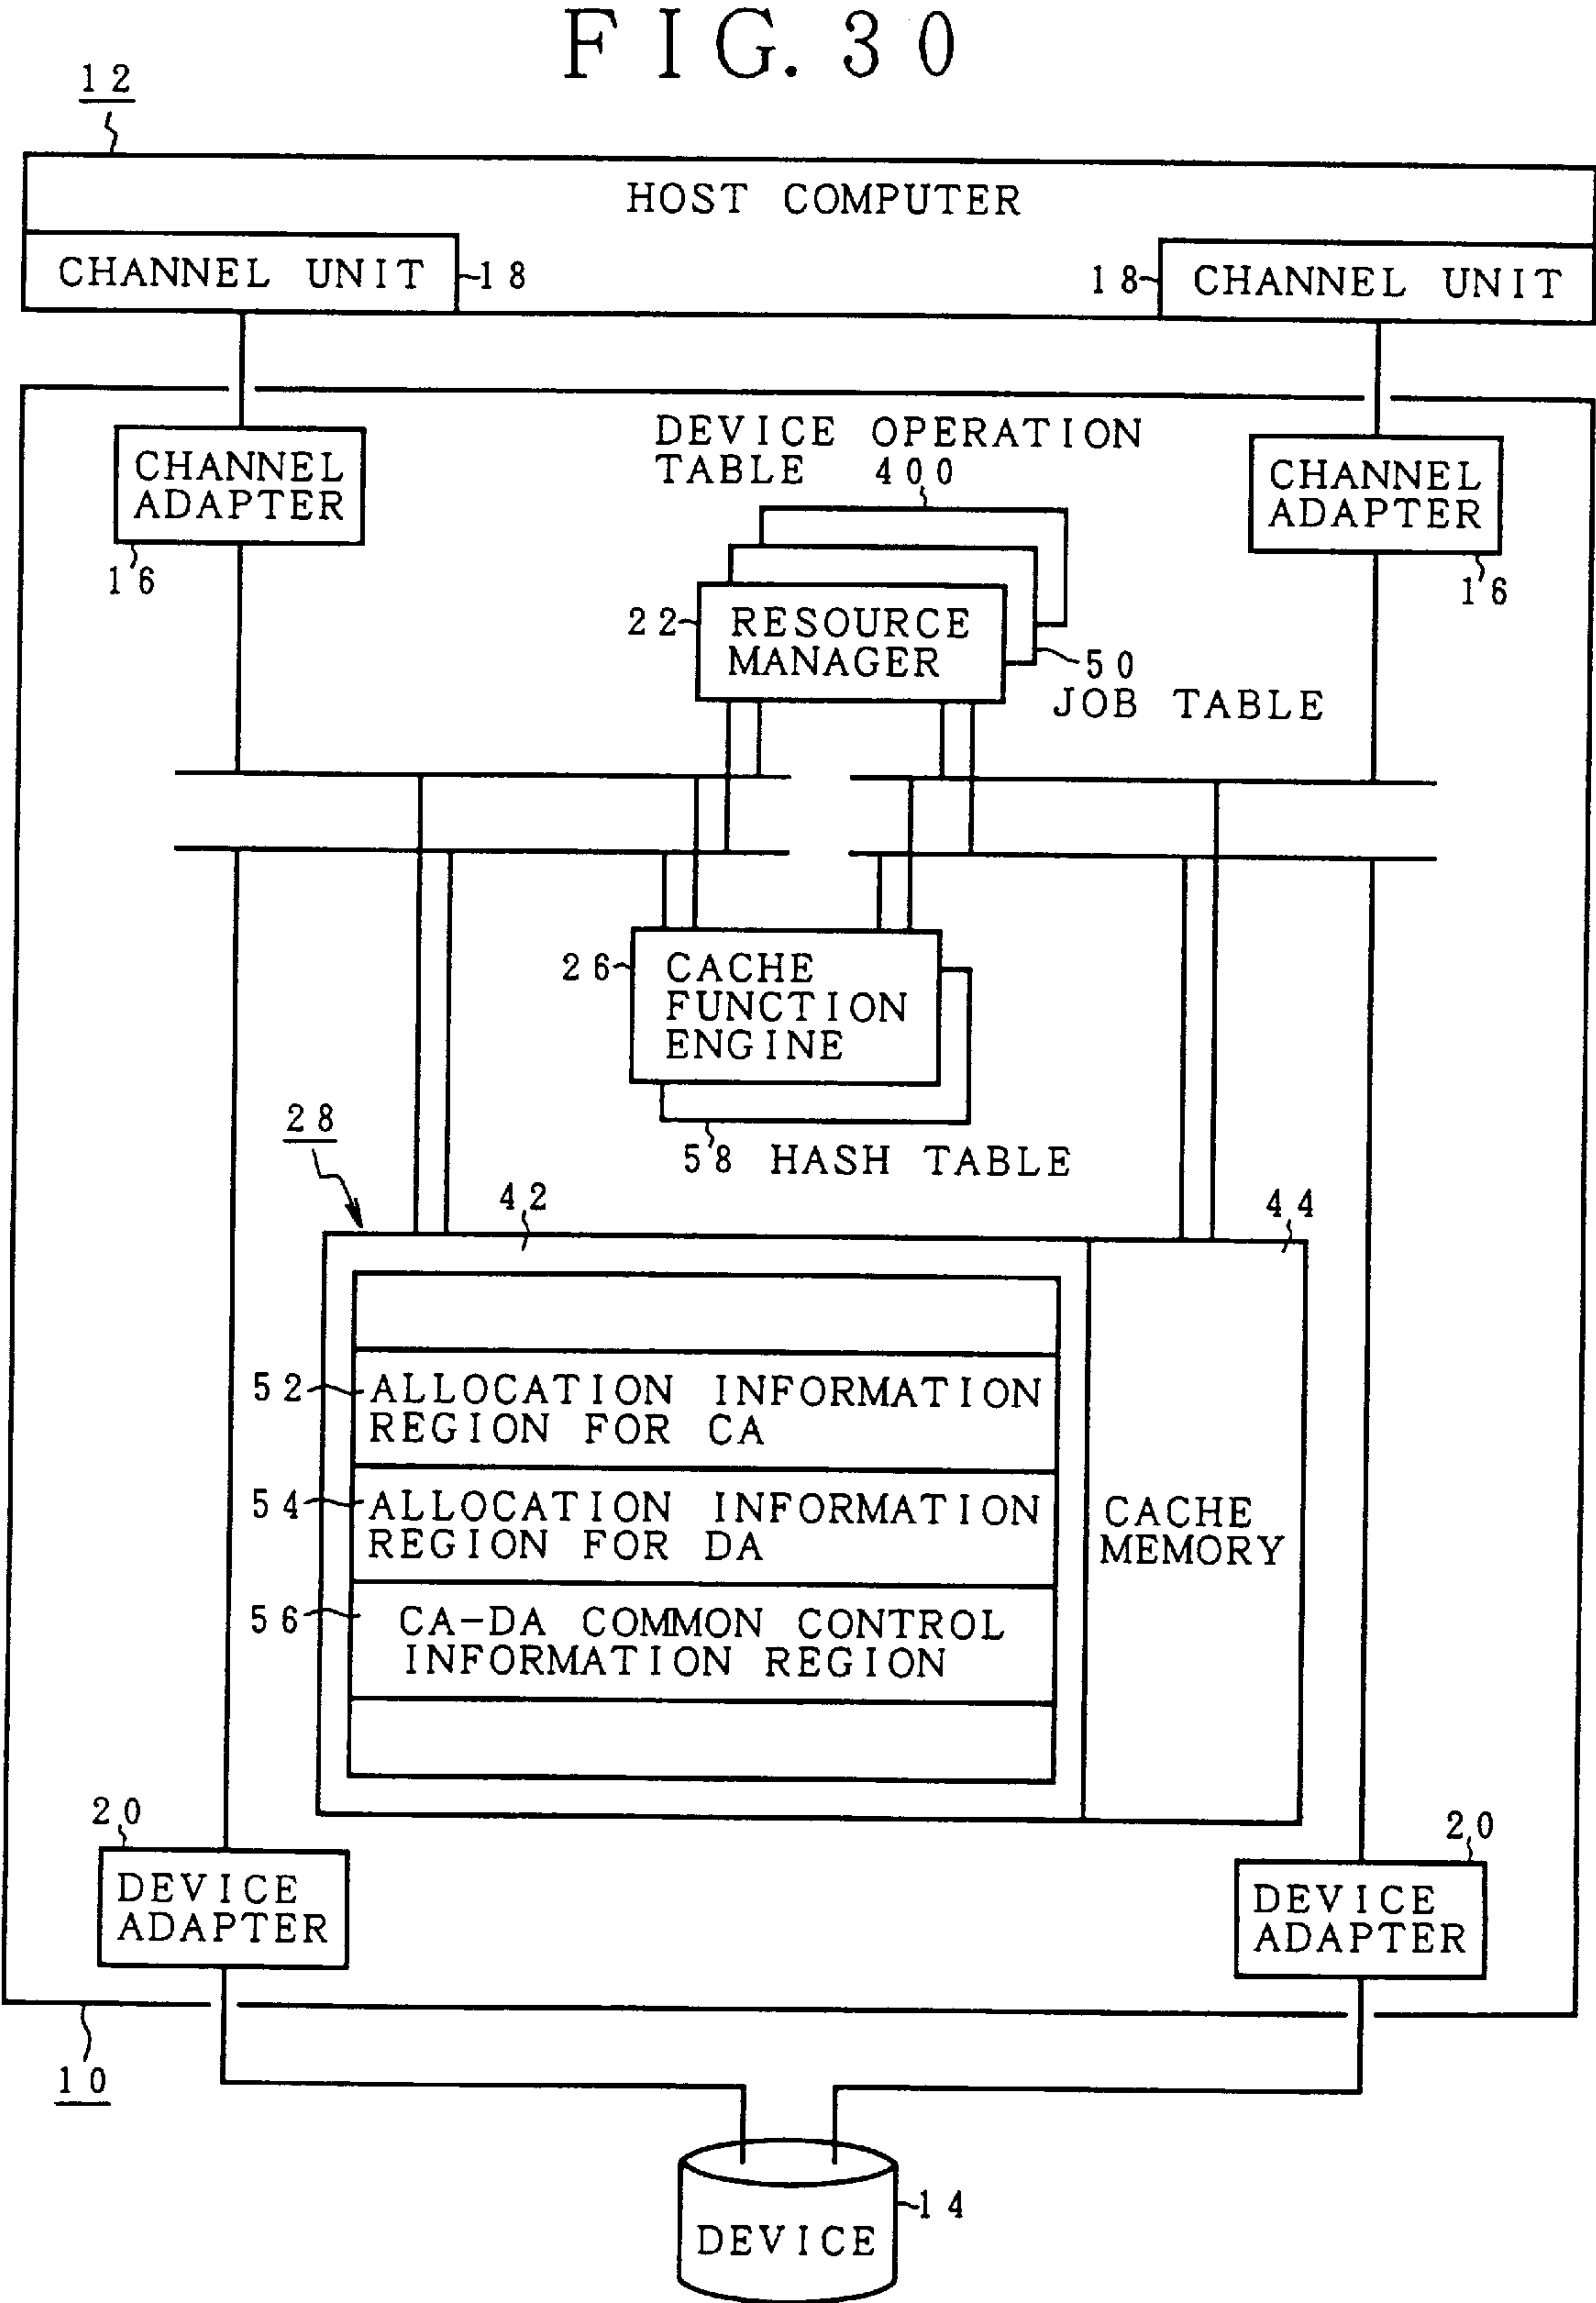 FIG. 30
12
HOST COMPUTER
CHANNEL UNIT
18
18
CHANNEL UNIT
DEVICE OPERATION
TABLE 400
CHANNEL
ADAPTER
16
CHANNEL
ADAPTER
16
22
RESOURCE
MANAGER
50
JOB TABLE
26
CACHE
FUNCTION
ENGINE
58 HASH TABLE
28
42
44
52
ALLOCATION INFORMATION
REGION FOR CA
54
ALLOCATION INFORMATION
REGION FOR DA
56
CA-DA COMMON CONTROL
INFORMATION REGION
CACHE
MEMORY
20
DEVICE
ADAPTER
20
DEVICE
ADAPTER
10
14
DEVICE